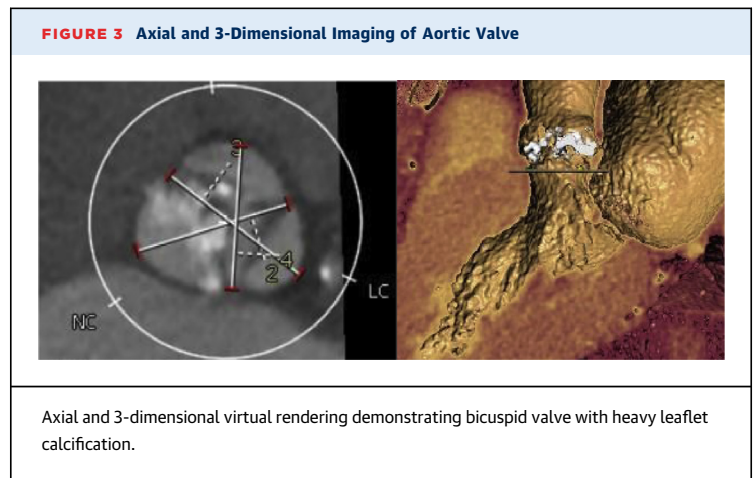 FIGURE 3 Axial and 3-Dimensional Imaging of Aortic Valve
3
4
2
LC
NC
Axial and 3-dimensional virtual rendering demonstrating bicuspid valve with heavy leaflet
calcification.